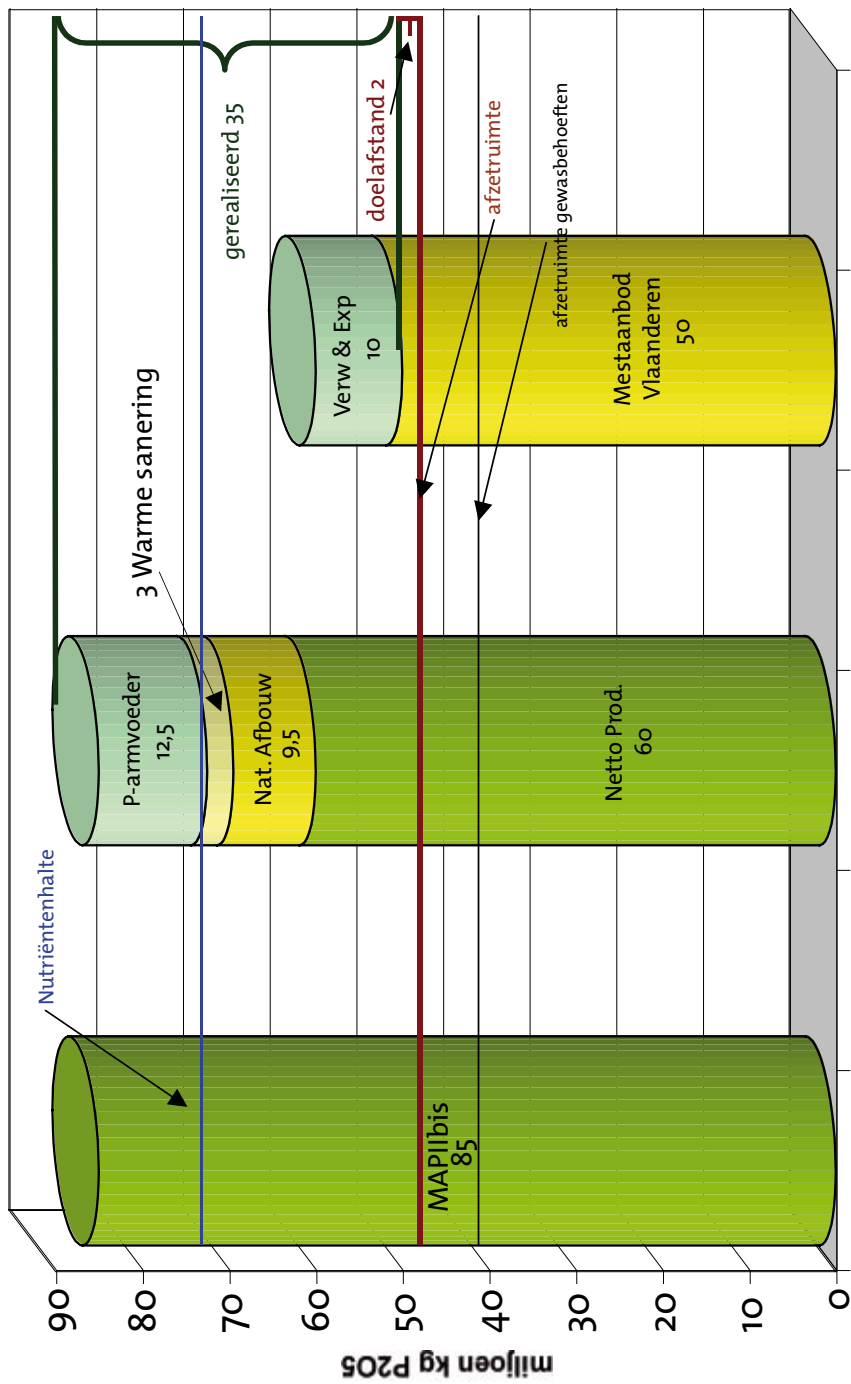 miljoen kg P2O5
90
80
70
60
50
40
30
20
10
0
Nutriëntenhalte
MAPIIbis
85
P-armvoeder
12,5
3 Warme sanering
Nat. Afbouw
9,5
Netto Prod.
60
Verw & Exp
10
Mestaanbod
Vlaanderen
50
gerealiseerd 35
doelafstand 2
afzetruimte
afzetruimte gewasbehoeften